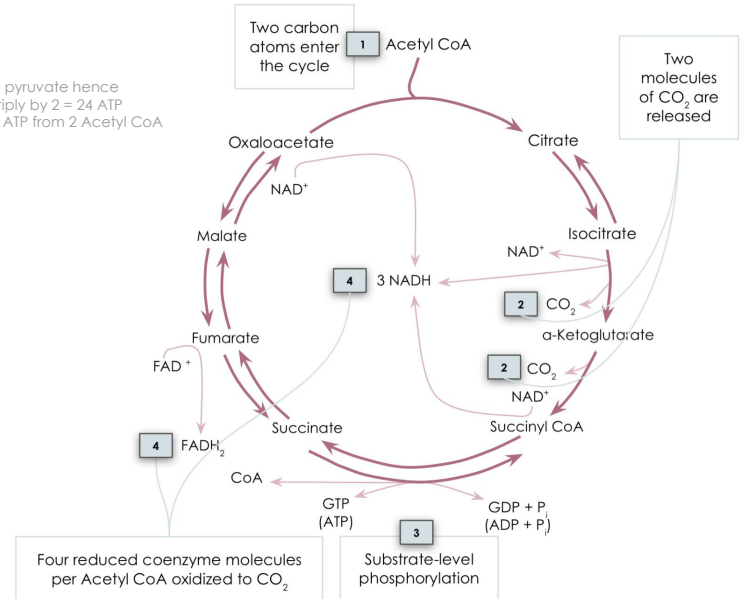 Two carbon
atoms enter
the cycle
1
Acetyl CoA
Two
molecules
of CO₂ are
released
pyruvate hence
iply by 2 = 24 ATP
ATP from 2 Acetyl CoA
Oxaloacetate
Citrate
NAD⁺
Malate
Isocitrate
NAD⁺
4
3 NADH
2
CO₂
Fumarate
α-Ketoglutarate
FAD ⁺
2
CO₂
NAD⁺
Succinate
Succinyl CoA
4
FADH₂
CoA
GTP
(ATP)
GDP + Pᵢ
(ADP + Pᵢ)
3
Four reduced coenzyme molecules
per Acetyl CoA oxidized to CO₂
Substrate-level
phosphorylation